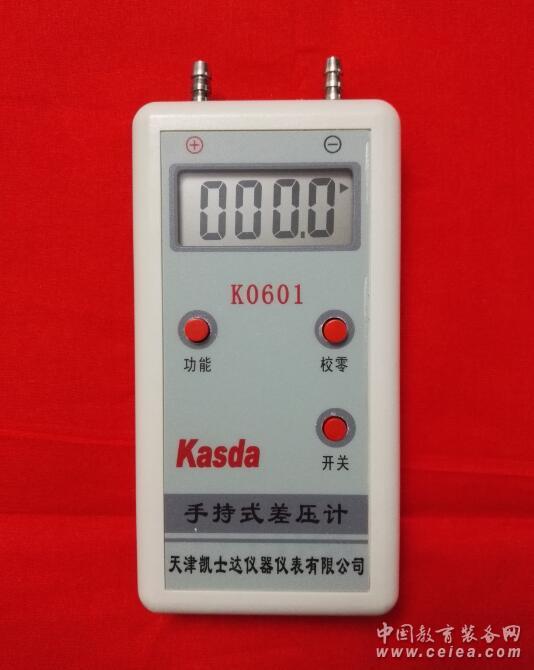 + −
000.0
K0601
功能 校零
Kasda 开关
手持式差压计
天津凯士达仪器仪表有限公司
中国教育装备网
www.ceiea.com